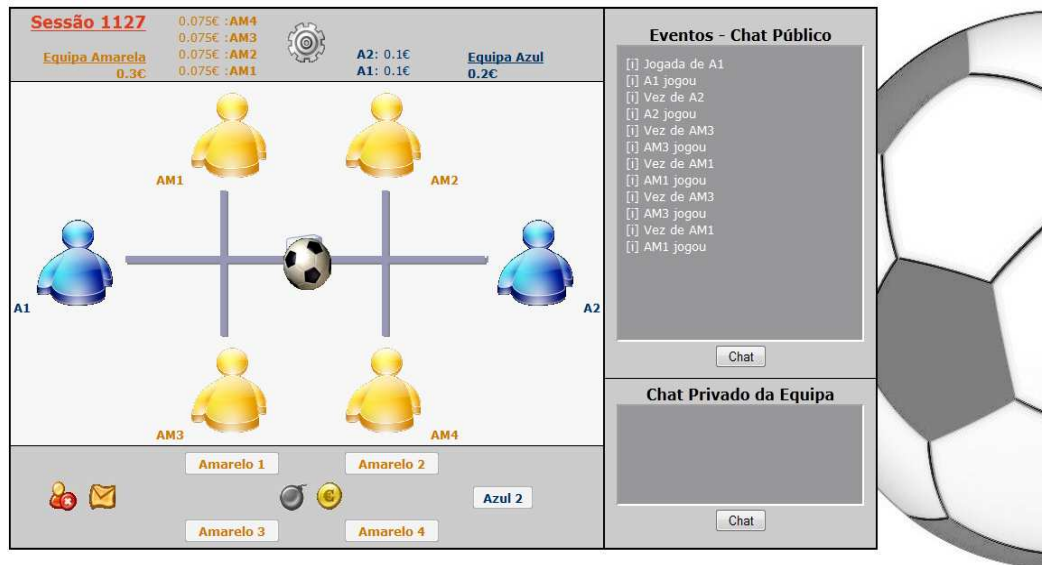 Sessão 1127
Equipa Amarela
0.3€
0.075€ :AM4
0.075€ :AM3
0.075€ :AM2
0.075€ :AM1
A2: 0.1€
A1: 0.1€
Equipa Azul
0.2€
AM1
AM2
A1
A2
AM3
AM4
Amarelo 1
Amarelo 2
Azul 2
Amarelo 3
Amarelo 4
Eventos - Chat Público
[i] Jogada de A1
[i] A1 jogou
[i] Vez de A2
[i] A2 jogou
[i] Vez de AM3
[i] AM3 jogou
[i] Vez de AM1
[i] AM1 jogou
[i] Vez de AM3
[i] AM3 jogou
[i] Vez de AM1
[i] AM1 jogou
Chat
Chat Privado da Equipa
Chat